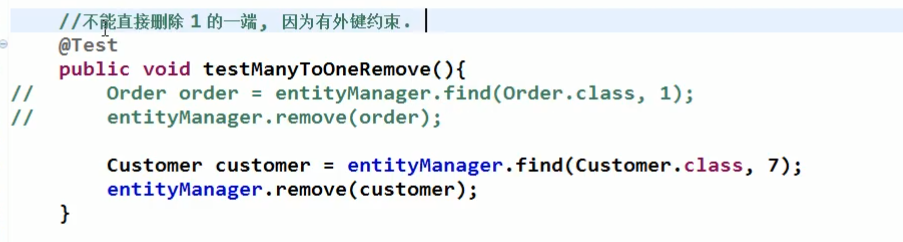 //不能直接删除 1 的一端, 因为有外键约束.
@Test
public void testManyToOneRemove(){
//      Order order = entityManager.find(Order.class, 1);
//      entityManager.remove(order);
        Customer customer = entityManager.find(Customer.class, 7);
        entityManager.remove(customer);
}